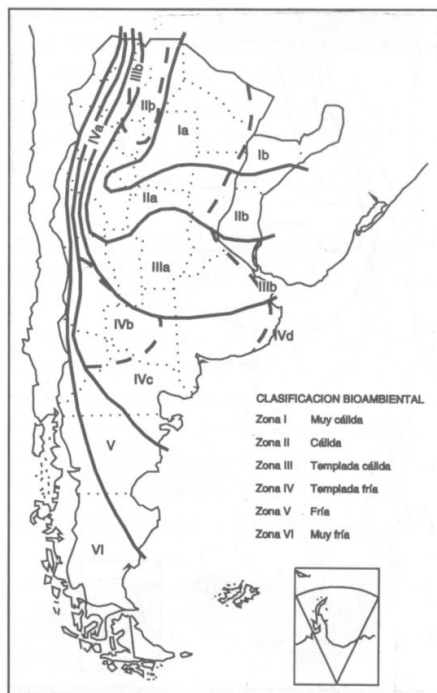 IVa
IIIb
IIb
Ia
Ib
IIa
IIb
IIIa
IIIb
IVb
IVd
IVc
V
VI
CLASIFICACION BIOAMBIENTAL
Zona I Muy cálida
Zona II Cálida
Zona III Templada cálida
Zona IV Templada fría
Zona V Fría
Zona VI Muy fría